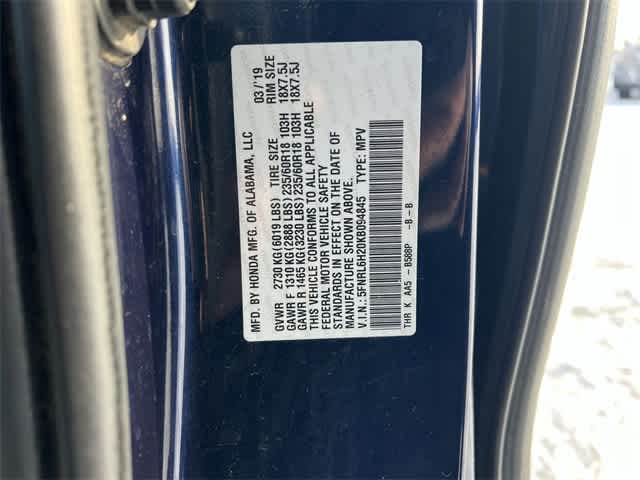 MFD. BY HONDA MFG. OF ALABAMA, LLC 03/'19
GVWR 2730 KG(6019 LBS) TIRE SIZE RIM SIZE
GAWR F 1310 KG(2888 LBS)235/60R18 103H 18X7.5J
GAWR R 1465 KG(3230 LBS)235/60R18 103H 18X7.5J
THIS VEHICLE CONFORMS TO ALL APPLICABLE
FEDERAL MOTOR VEHICLE SAFETY
STANDARDS IN EFFECT ON THE DATE OF
MANUFACTURE SHOWN ABOVE.
V.I.N.:5FNRL6H20KB094845 TYPE: MPV
THR K AA5 - B588P -B -B